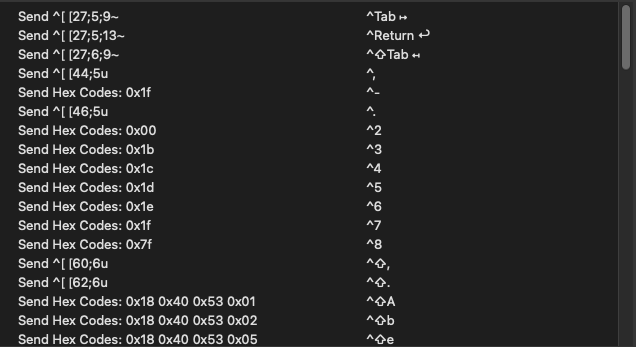 Send ^[ [27;5;9~ ^Tab ⇥
Send ^[ [27;5;13~ ^Return ↩
Send ^[ [27;6;9~ ^⇧Tab ⇤
Send ^[ [44;5u ^,
Send Hex Codes: 0x1f ^-
Send ^[ [46;5u ^.
Send Hex Codes: 0x00 ^2
Send Hex Codes: 0x1b ^3
Send Hex Codes: 0x1c ^4
Send Hex Codes: 0x1d ^5
Send Hex Codes: 0x1e ^6
Send Hex Codes: 0x1f ^7
Send Hex Codes: 0x7f ^8
Send ^[ [60;6u ^⇧,
Send ^[ [62;6u ^⇧.
Send Hex Codes: 0x18 0x40 0x53 0x01 ^⇧A
Send Hex Codes: 0x18 0x40 0x53 0x02 ^⇧b
Send Hex Codes: 0x18 0x40 0x53 0x05 ^⇧e